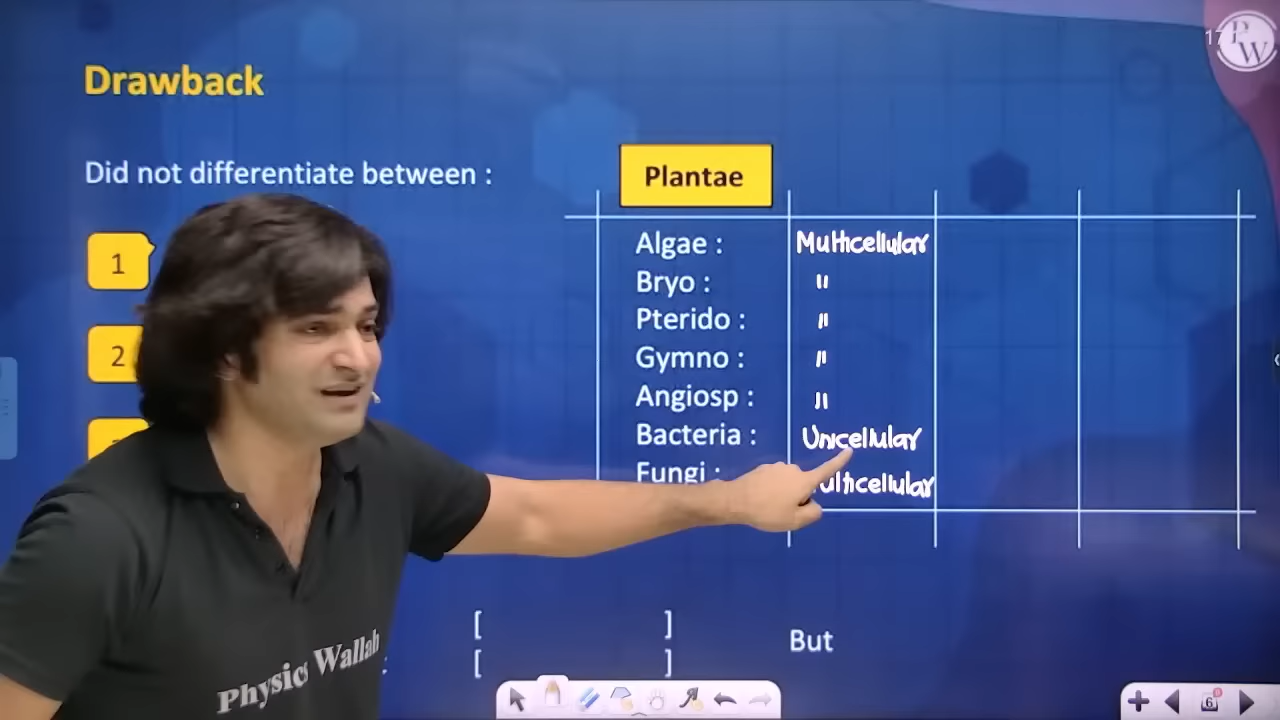 Drawback
Did not differentiate between :
Plantae
1
2
Algae : Multicellular
Bryo : "
Pterido : "
Gymno : "
Angiosp : "
Bacteria : Unicellular
Fungi :
[ ] But
[ ]
Physics Wallah
PW
6